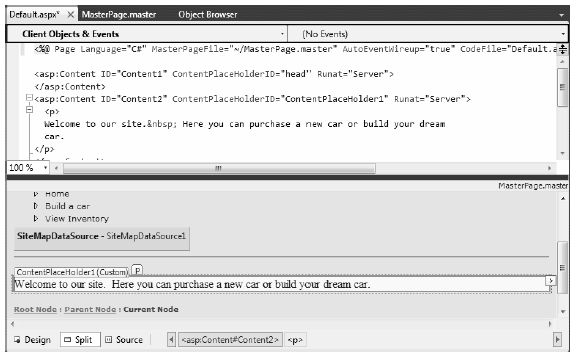 Default.aspx* X MasterPage.master Object Browser
Client Objects & Events (No Events)
<%@ Page Language="C#" MasterPageFile="~/MasterPage.master" AutoEventWireup="true" CodeFile="Default.a
<asp:Content ID="Content1" ContentPlaceHolderID="head" Runat="Server">
</asp:Content>
<asp:Content ID="Content2" ContentPlaceHolderID="ContentPlaceHolder1" Runat="Server">
<p>
Welcome to our site.&nbsp; Here you can purchase a new car or build your dream
car.
</p>
100 %
MasterPage.master
Home
Build a car
View Inventory
SiteMapDataSource - SiteMapDataSource1
ContentPlaceHolder1 (Custom) P
Welcome to our site. Here you can purchase a new car or build your dream car.
Root Node : Parent Node : Current Node
Design Split Source <asp:Content#Content2> <p>